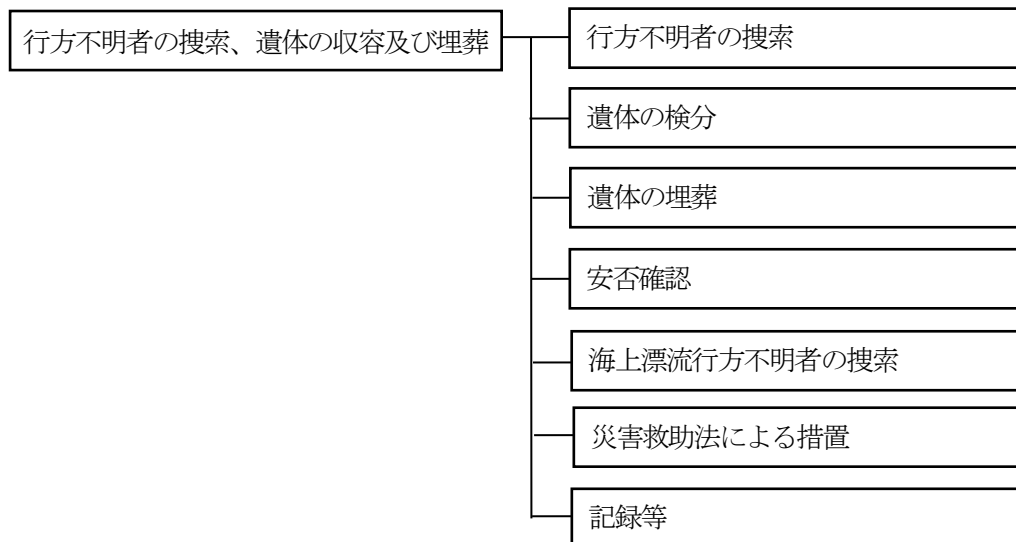 行方不明者の捜索、遺体の収容及び埋葬
行方不明者の捜索
遺体の検分
遺体の埋葬
安否確認
海上漂流行方不明者の捜索
災害救助法による措置
記録等